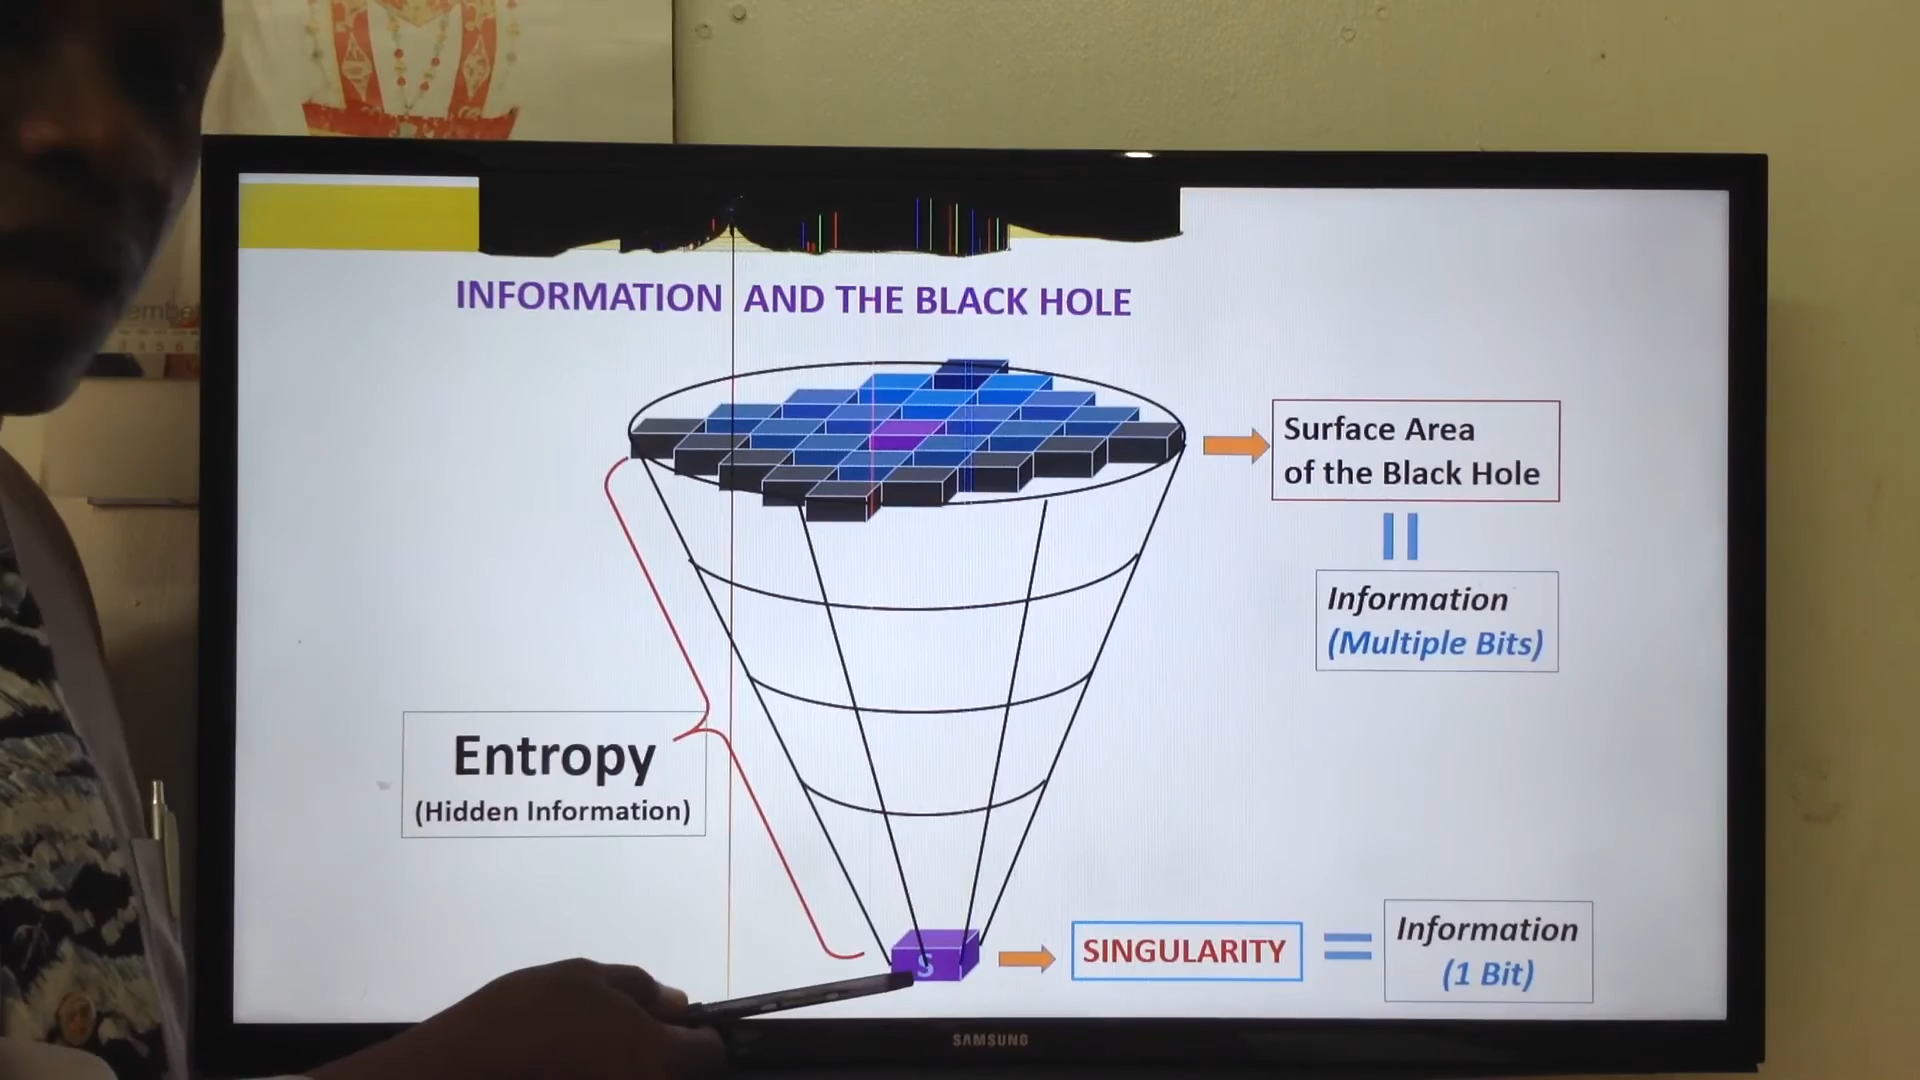 INFORMATION AND THE BLACK HOLE
Surface Area
of the Black Hole
Information
(Multiple Bits)
Entropy
(Hidden Information)
S
SINGULARITY
Information
(1 Bit)
SAMSUNG